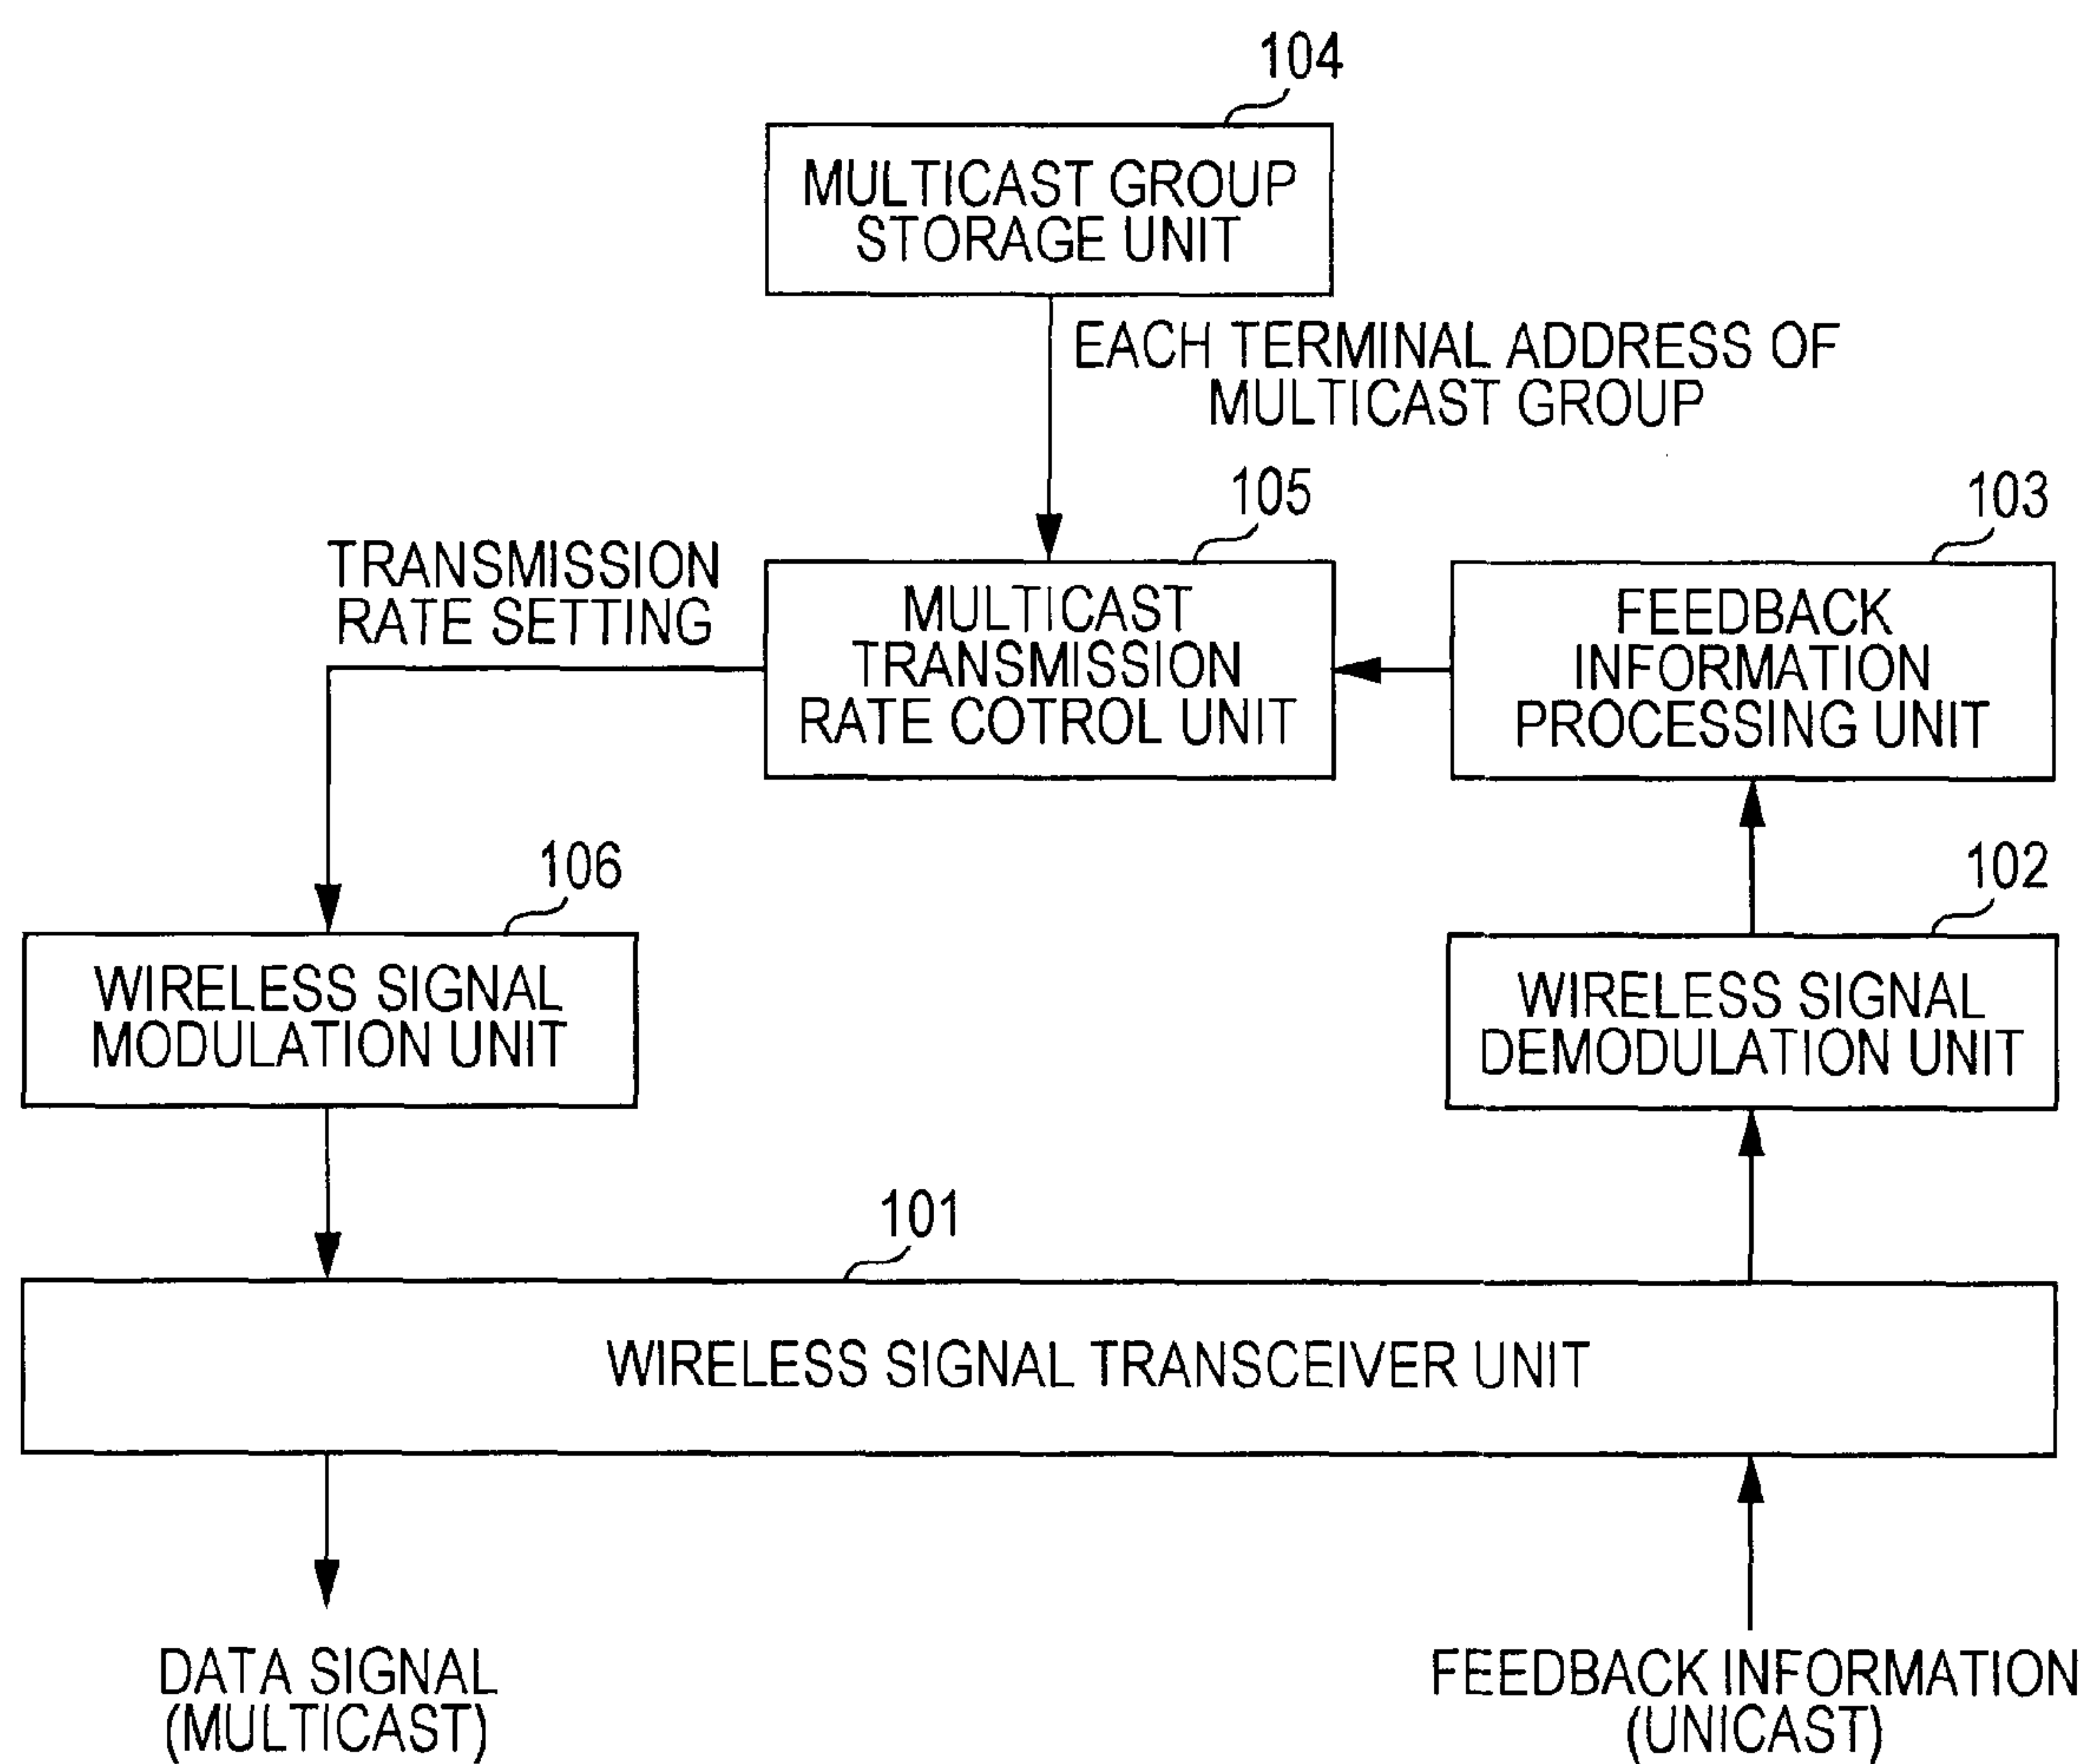 104
MULTICAST GROUP
STORAGE UNIT
EACH TERMINAL ADDRESS OF
MULTICAST GROUP
105
103
TRANSMISSION
RATE SETTING
MULTICAST
TRANSMISSION
RATE COTROL UNIT
FEEDBACK
INFORMATION
PROCESSING UNIT
106
102
WIRELESS SIGNAL
MODULATION UNIT
WIRELESS SIGNAL
DEMODULATION UNIT
101
WIRELESS SIGNAL TRANSCEIVER UNIT
DATA SIGNAL
(MULTICAST)
FEEDBACK INFORMATION
(UNICAST)